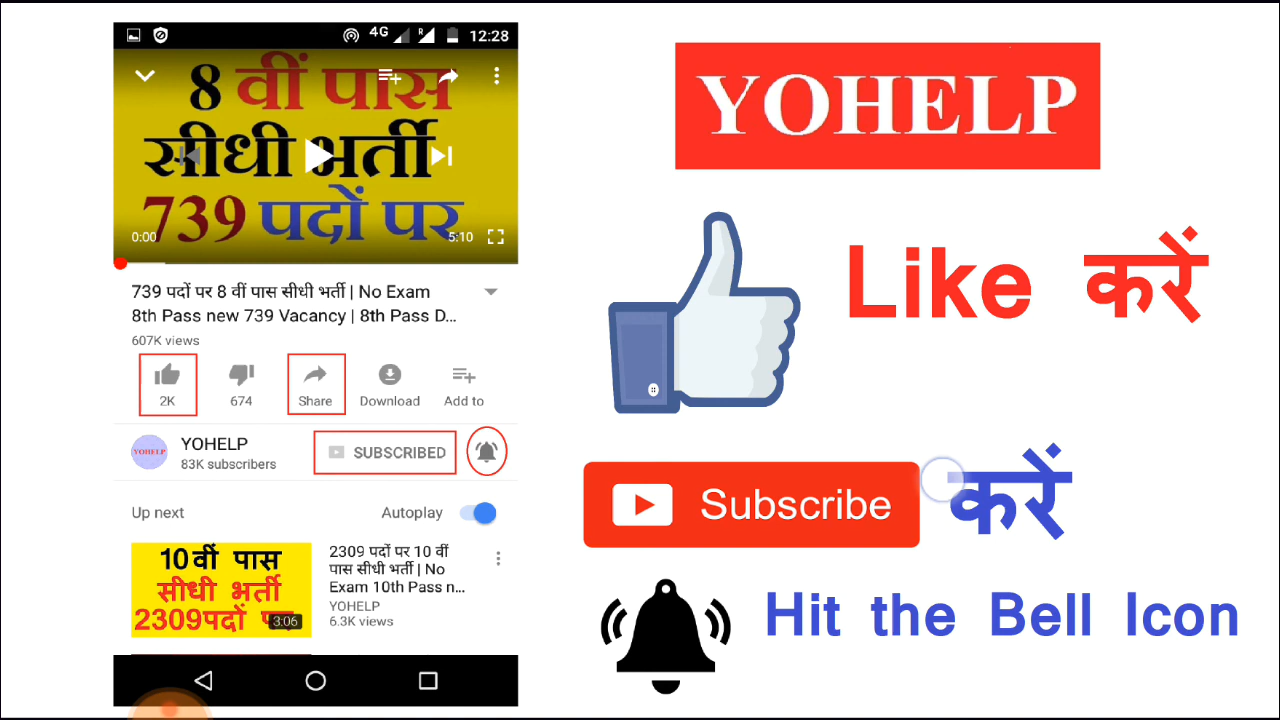 4G R 12:28
8 वीं पास
सीधी भर्ती
739 पदों पर
0:00 5:10
739 पदों पर 8 वीं पास सीधी भर्ती | No Exam
8th Pass new 739 Vacancy | 8th Pass D...
607K views
2K 674 Share Download Add to
YOHELP
YOHELP
83K subscribers
SUBSCRIBED
Up next Autoplay
10वीं पास
सीधी भर्ती
2309पदों
3:06
2309 पदों पर 10 वीं
पास सीधी भर्ती | No
Exam 10th Pass n...
YOHELP
6.3K views
YOHELP
Like करें
Subscribe करें
Hit the Bell Icon